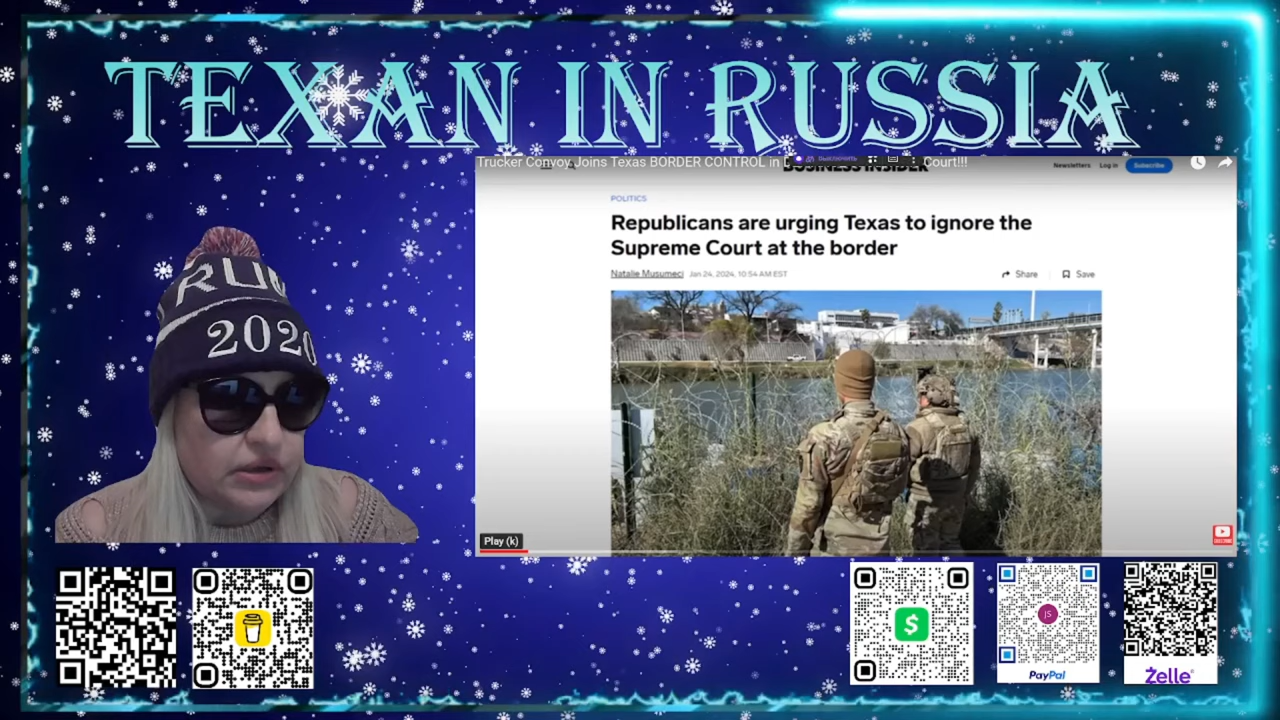 TEXAN IN RUSSIA
Trucker Convoy Joins Texas BORDER CONTROL in
Court!!!
BUSINESS INSIDER
Newsletters Log in Subscribe
POLITICS
Republicans are urging Texas to ignore the
Supreme Court at the border
Natalie Musumeci Jan 24, 2024, 10:54 AM EST
Share Save
2020
Play (k)
$
JS
PayPal
Zelle